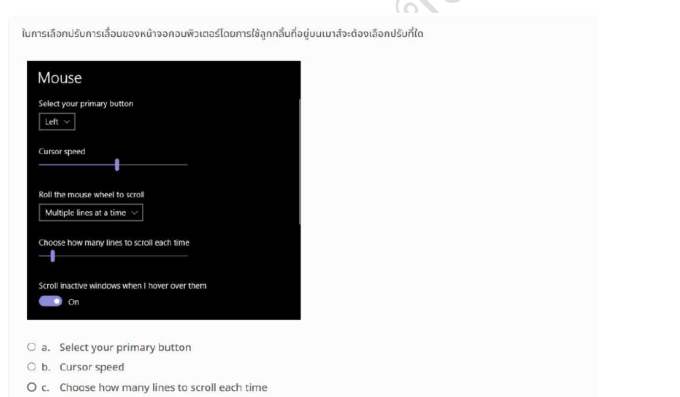 ในการเลือกปรับการเลื่อนของหน้าจอคอมพิวเตอร์โดยการใช้ลูกกลิ้งที่อยู่บนเมาส์จะต้องเลือกปรับที่ใด
Mouse
Select your primary button
Left
Cursor speed
Roll the mouse wheel to scroll
Multiple lines at a time
Choose how many lines to scroll each time
Scroll inactive windows when I hover over them
On
a. Select your primary button
b. Cursor speed
c. Choose how many lines to scroll each time